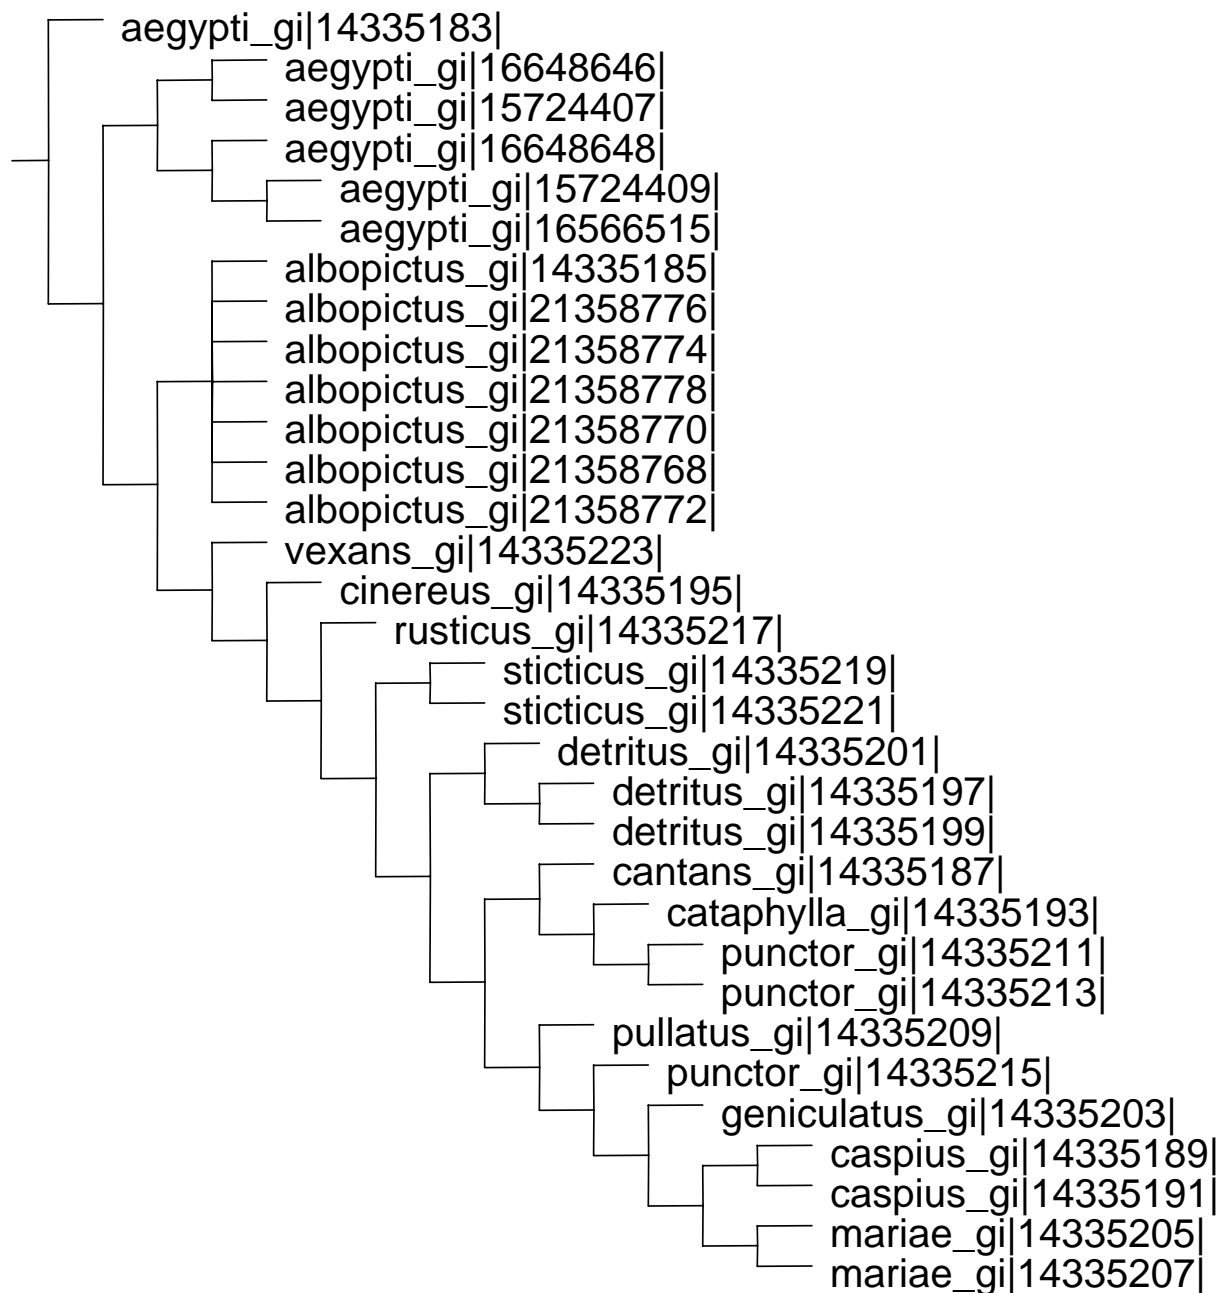 aegypti_gi|14335183|
aegypti_gi|16648646|
aegypti_gi|15724407|
aegypti_gi|16648648|
aegypti_gi|15724409|
aegypti_gi|16566515|
albopictus_gi|14335185|
albopictus_gi|21358776|
albopictus_gi|21358774|
albopictus_gi|21358778|
albopictus_gi|21358770|
albopictus_gi|21358768|
albopictus_gi|21358772|
vexans_gi|14335223|
cinereus_gi|14335195|
rusticus_gi|14335217|
sticticus_gi|14335219|
sticticus_gi|14335221|
detritus_gi|14335201|
detritus_gi|14335197|
detritus_gi|14335199|
cantans_gi|14335187|
cataphylla_gi|14335193|
punctor_gi|14335211|
punctor_gi|14335213|
pullatus_gi|14335209|
punctor_gi|14335215|
geniculatus_gi|14335203|
caspius_gi|14335189|
caspius_gi|14335191|
mariae_gi|14335205|
mariae_gi|14335207|